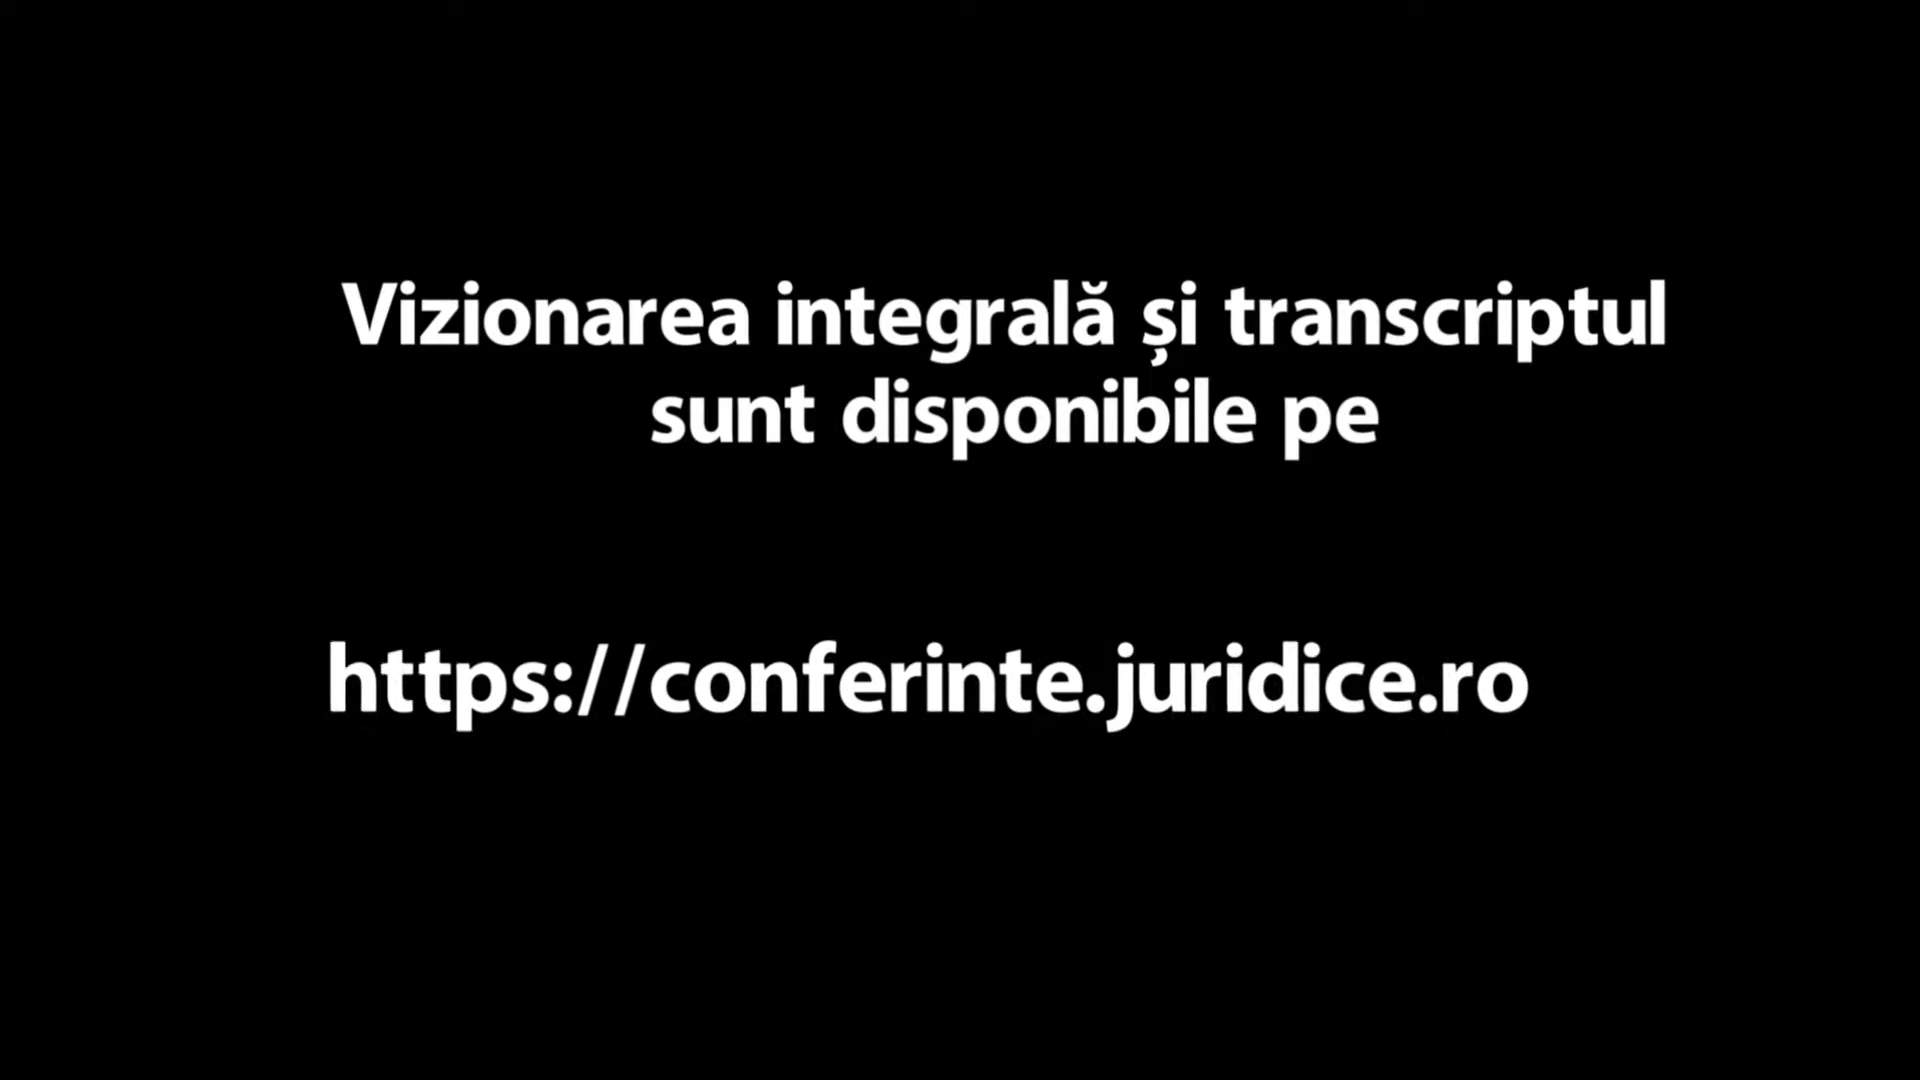 Vizionarea integrală și transcriptul
sunt disponibile pe
https://conferinte.juridice.ro